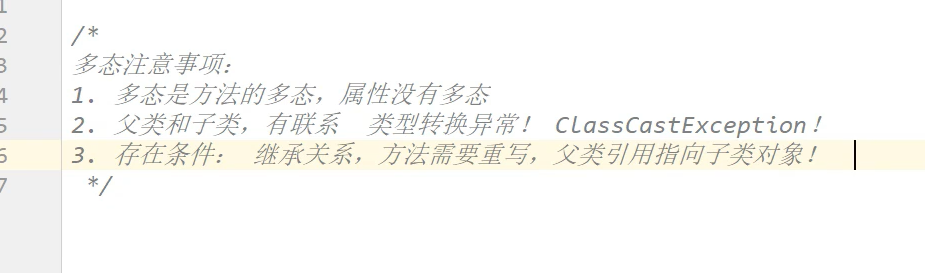 1
2 /*
3 多态注意事项:
4 1. 多态是方法的多态，属性没有多态
5 2. 父类和子类，有联系  类型转换异常！ ClassCastException！
6 3. 存在条件： 继承关系，方法需要重写，父类引用指向子类对象！
7 */